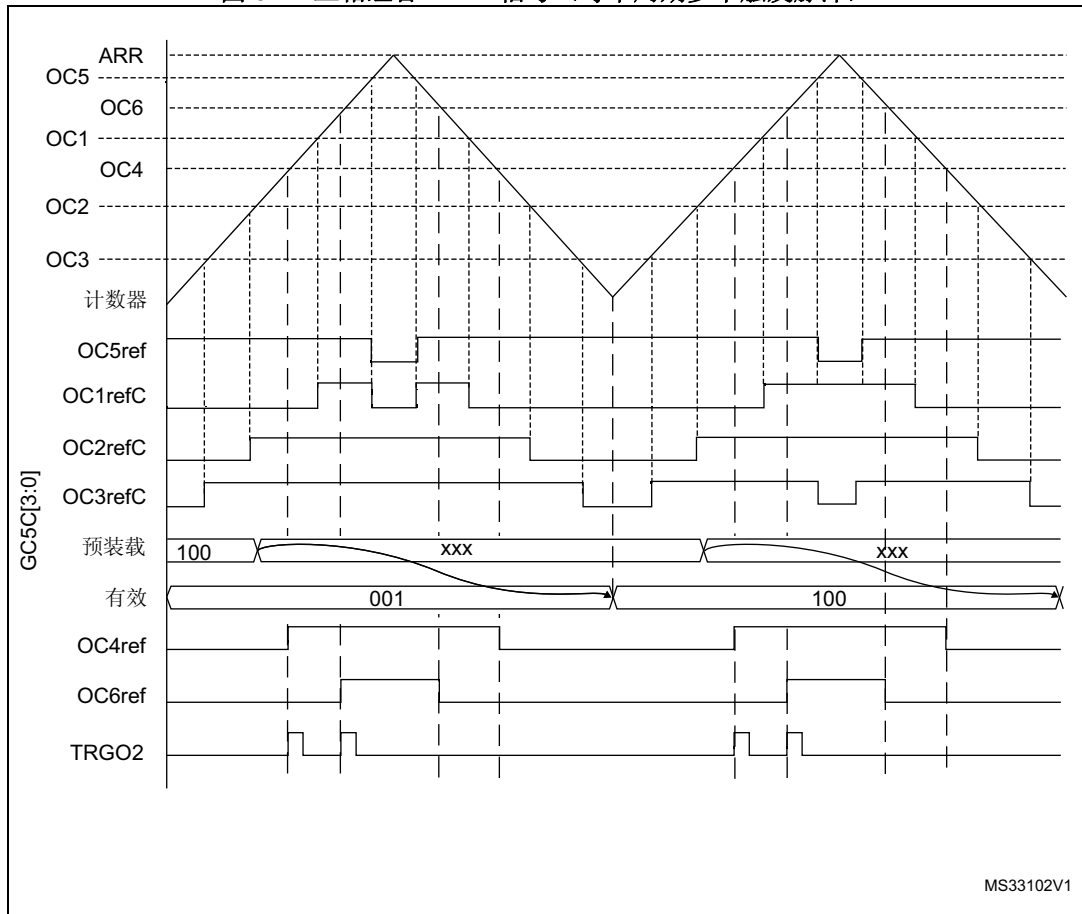 ARR
OC5
OC6
OC1
OC4
OC2
OC3
计数器
OC5ref
OC1refC
OC2refC
OC3refC
GC5C[3:0]
预装载
100
xxx
xxx
有效
001
100
OC4ref
OC6ref
TRGO2
MS33102V1